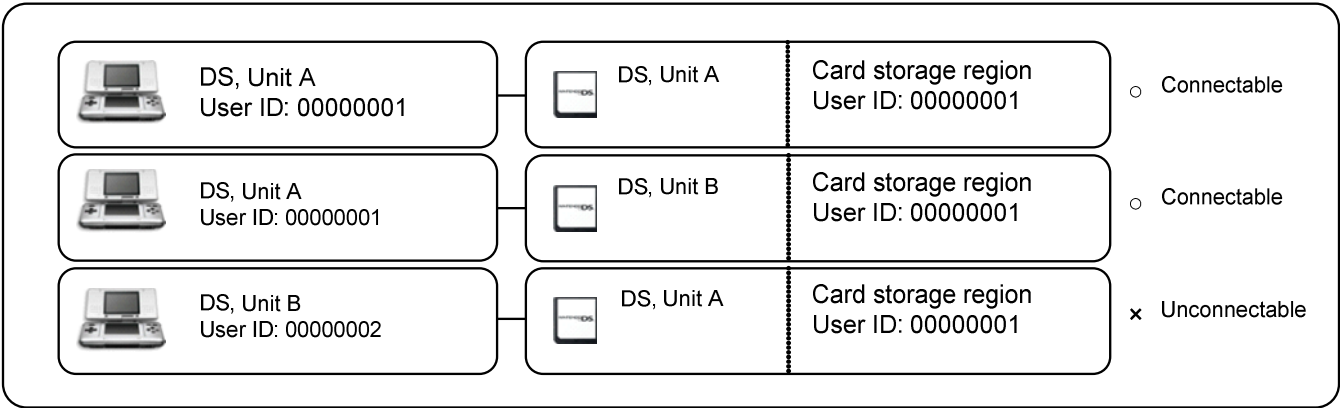 DS, Unit A
User ID: 00000001
DS, Unit A
Card storage region
User ID: 00000001
○ Connectable
DS, Unit A
User ID: 00000001
DS, Unit B
Card storage region
User ID: 00000001
○ Connectable
DS, Unit B
User ID: 00000002
DS, Unit A
Card storage region
User ID: 00000001
× Unconnectable